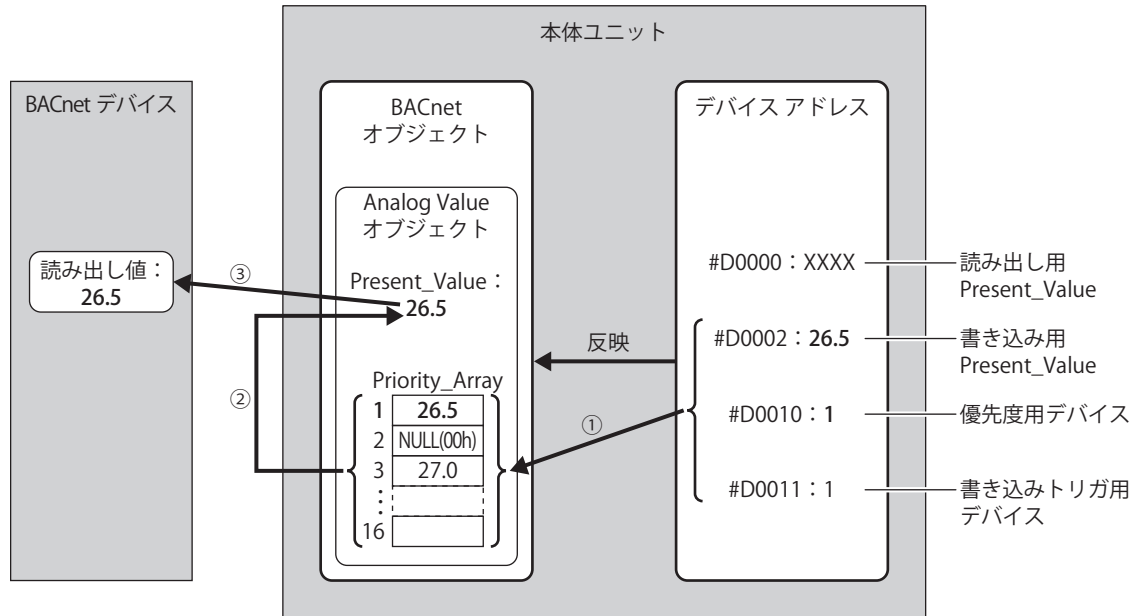 本体ユニット
BACnet デバイス
読み出し値：
26.5
③
②
BACnet
オブジェクト
Analog Value
オブジェクト
Present_Value：
26.5
Priority_Array
1 26.5
2 NULL(00h)
3 27.0
⋮
16
反映
①
デバイス アドレス
#D0000：XXXX
読み出し用
Present_Value
#D0002：26.5
書き込み用
Present_Value
#D0010：1
優先度用デバイス
#D0011：1
書き込みトリガ用
デバイス